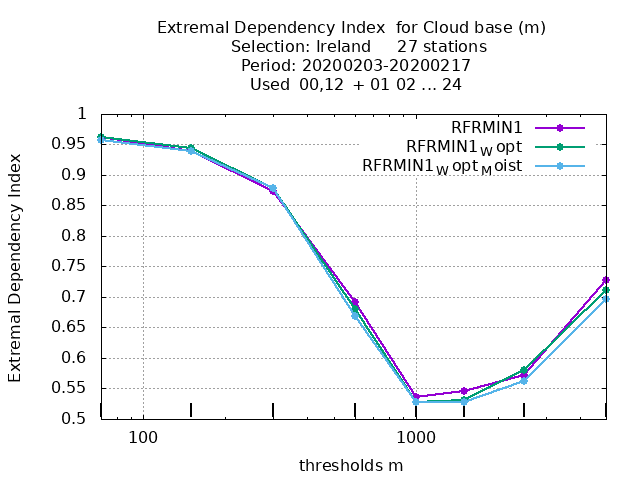 Extremal Dependency Index  for Cloud base (m)
Selection: Ireland     27 stations
Period: 20200203-20200217
Used  00,12  + 01 02 ... 24
RFRMIN1
RFRMIN1W opt
RFRMIN1W opt M oist
1
0.95
0.9
0.85
0.8
0.75
0.7
0.65
0.6
0.55
0.5
Extremal Dependency Index
100 1000
thresholds m